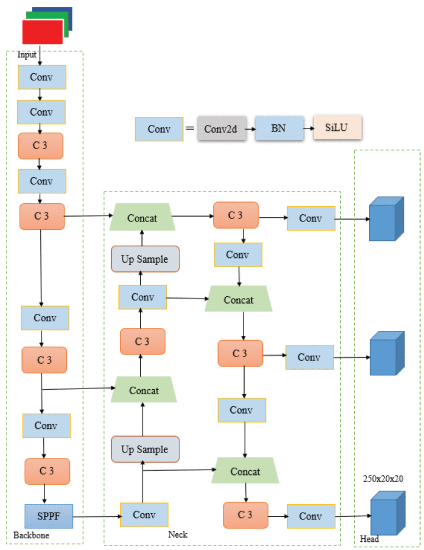 Input
Conv
Conv
C 3
Conv
C 3
Conv
C 3
Conv
C 3
SPPF
Backbone
Conv = Conv2d BN SiLU
Concat
Up Sample
Conv
C 3
Concat
Up Sample
Conv
Neck
C 3
Conv
Conv
Concat
C 3
Conv
Conv
Concat
C 3
Conv
250x20x20
Head